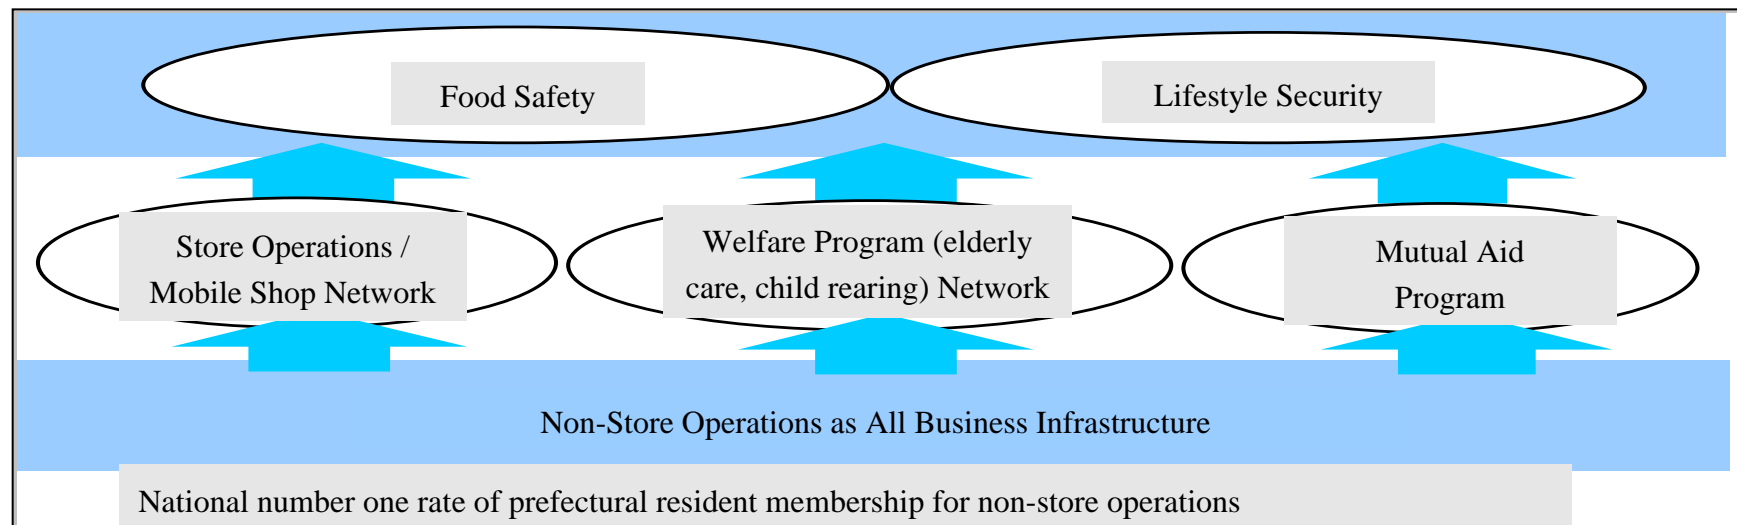 Food Safety
Lifestyle Security
Store Operations /
Mobile Shop Network
Welfare Program (elderly
care, child rearing) Network
Mutual Aid
Program
Non-Store Operations as All Business Infrastructure
National number one rate of prefectural resident membership for non-store operations